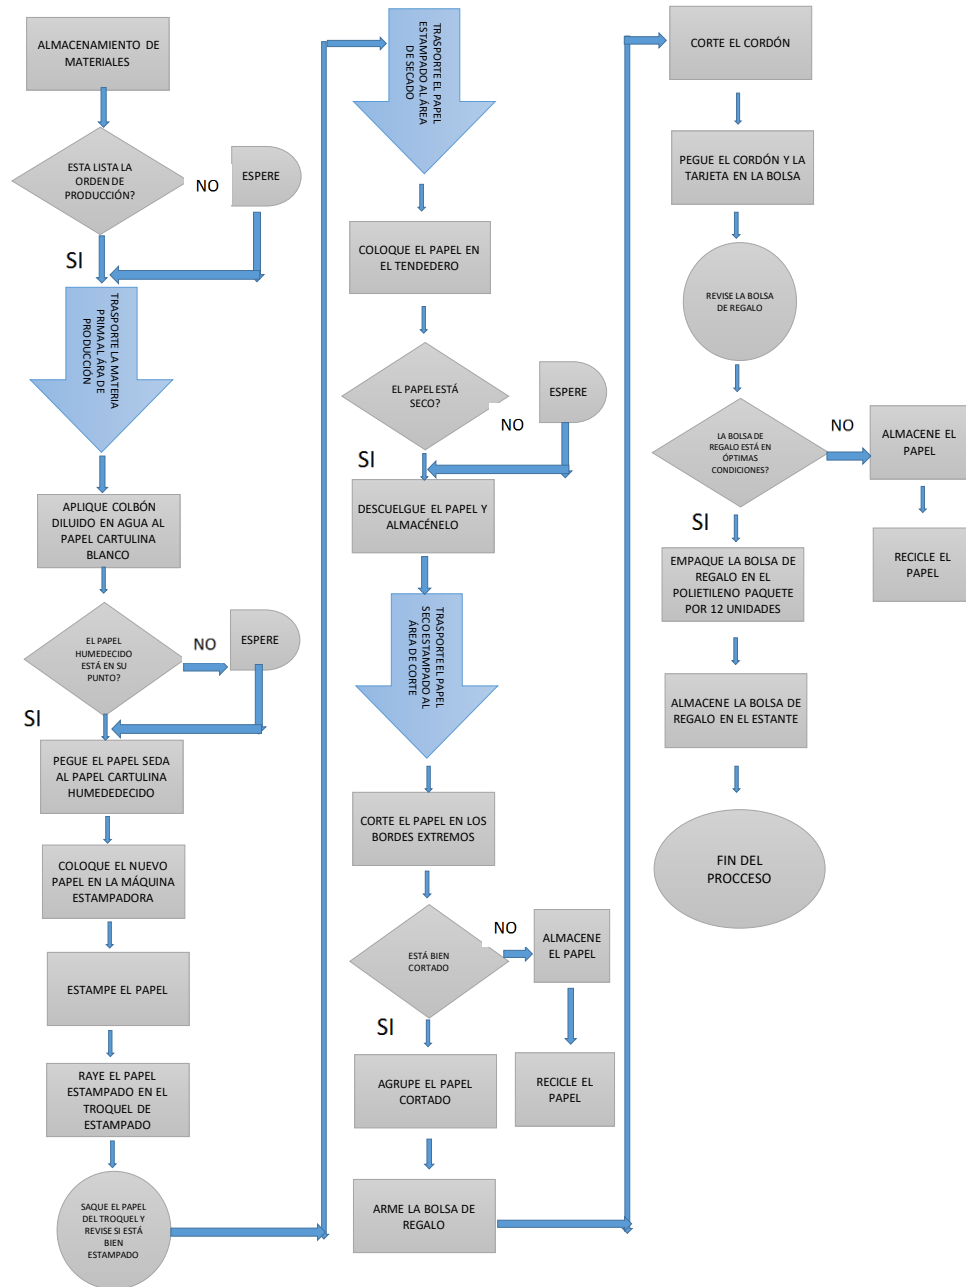 ALMACENAMIENTO DE
MATERIALES
ESTA LISTA LA
ORDEN DE
PRODUCCIÓN?
NO
ESPERE
SI
TRASPORTE LA MATERIA
PRIMA AL ÁRA DE
PRODUCCIÓN
APLIQUE COLBÓN
DILUIDO EN AGUA AL
PAPEL CARTULINA
BLANCO
EL PAPEL
HUMEDECIDO
ESTÁ EN SU
PUNTO?
NO
ESPERE
SI
PEGUE EL PAPEL SEDA
AL PAPEL CARTULINA
HUMEDEDECIDO
COLOQUE EL NUEVO
PAPEL EN LA MÁQUINA
ESTAMPADORA
ESTAMPE EL PAPEL
RAYE EL PAPEL
ESTAMPADO EN EL
TROQUEL DE
ESTAMPADO
SAQUE EL PAPEL
DEL TROQUEL Y
REVISE SI ESTÁ
BIEN
ESTAMPADO
TRASPORTE EL PAPEL
ESTAMPADO AL ÁREA
DE SECADO
COLOQUE EL PAPEL EN
EL TENDEDERO
EL PAPEL ESTÁ
SECO?
NO
ESPERE
SI
DESCUELGUE EL PAPEL Y
ALMACÉNELO
TRASPORTE EL PAPEL
SECO ESTAMPADO AL
ÁREA DE CORTE
CORTE EL PAPEL EN LOS
BORDES EXTREMOS
ESTÁ BIEN
CORTADO
NO
ALMACENE
EL PAPEL
RECICLE EL
PAPEL
SI
AGRUPE EL PAPEL
CORTADO
ARME LA BOLSA DE
REGALO
CORTE EL CORDÓN
PEGUE EL CORDÓN Y LA
TARJETA EN LA BOLSA
REVISE LA BOLSA
DE REGALO
LA BOLSA DE
REGALO ESTÁ EN
ÓPTIMAS
CONDICIONES?
NO
ALMACENE EL
PAPEL
RECICLE EL
PAPEL
SI
EMPAQUE LA BOLSA DE
REGALO EN EL
POLIETILENO PAQUETE
POR 12 UNIDADES
ALMACENE LA BOLSA DE
REGALO EN EL ESTANTE
FIN DEL
PROCCESO